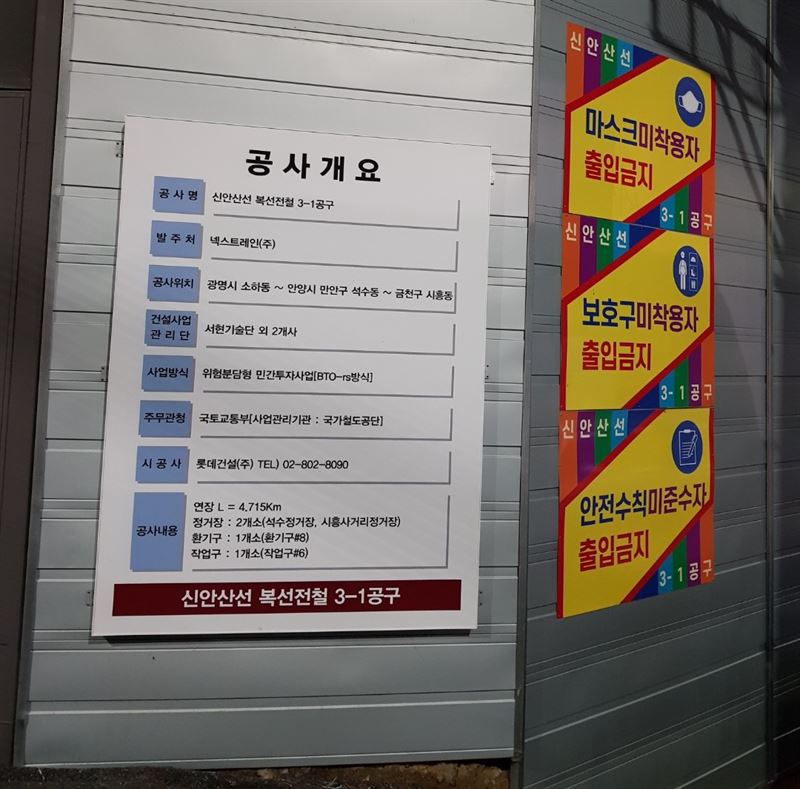 공사개요
공 사 명 신안산선 복선전철 3-1공구
발 주 처 넥스트레인(주)
공사위치 광명시 소하동 ~ 안양시 만안구 석수동 ~ 금천구 시흥동
건설사업
관 리 단 서현기술단 외 2개사
사업방식 위험분담형 민간투자사업[BTO-rs방식]
주무관청 국토교통부[사업관리기관 : 국가철도공단]
시 공 사 롯데건설(주) TEL) 02-802-8090
공사내용 연장 L = 4.715Km
정거장 : 2개소(석수정거장, 시흥사거리정거장)
환기구 : 1개소(환기구#8)
작업구 : 1개소(작업구#6)
신안산선 복선전철 3-1공구
신안산선
마스크미착용자
출입금지
3-1공구
신안산선
보호구미착용자
출입금지
3-1공구
신안산선
안전수칙미준수자
출입금지
3-1공구